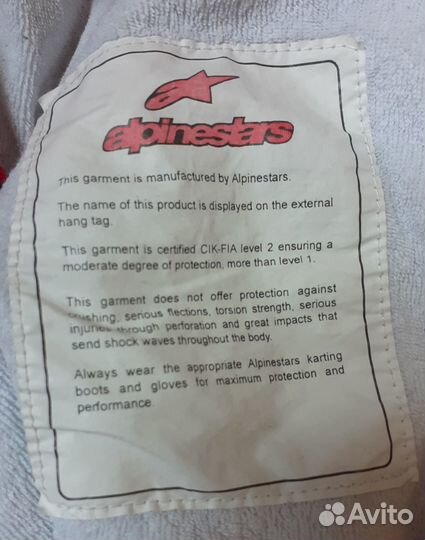 alpinestars
This garment is manufactured by Alpinestars.
The name of this product is displayed on the external
hang tag.
This garment is certified CIK-FIA level 2 ensuring a
moderate degree of protection, more than level 1.
This garment does not offer protection against
serious flections, torsion strength, serious
injuries through perforation and great impacts that
send shock waves throughout the body.
Always wear the appropriate Alpinestars karting
boots and gloves for maximum protection and
performance.
Avito